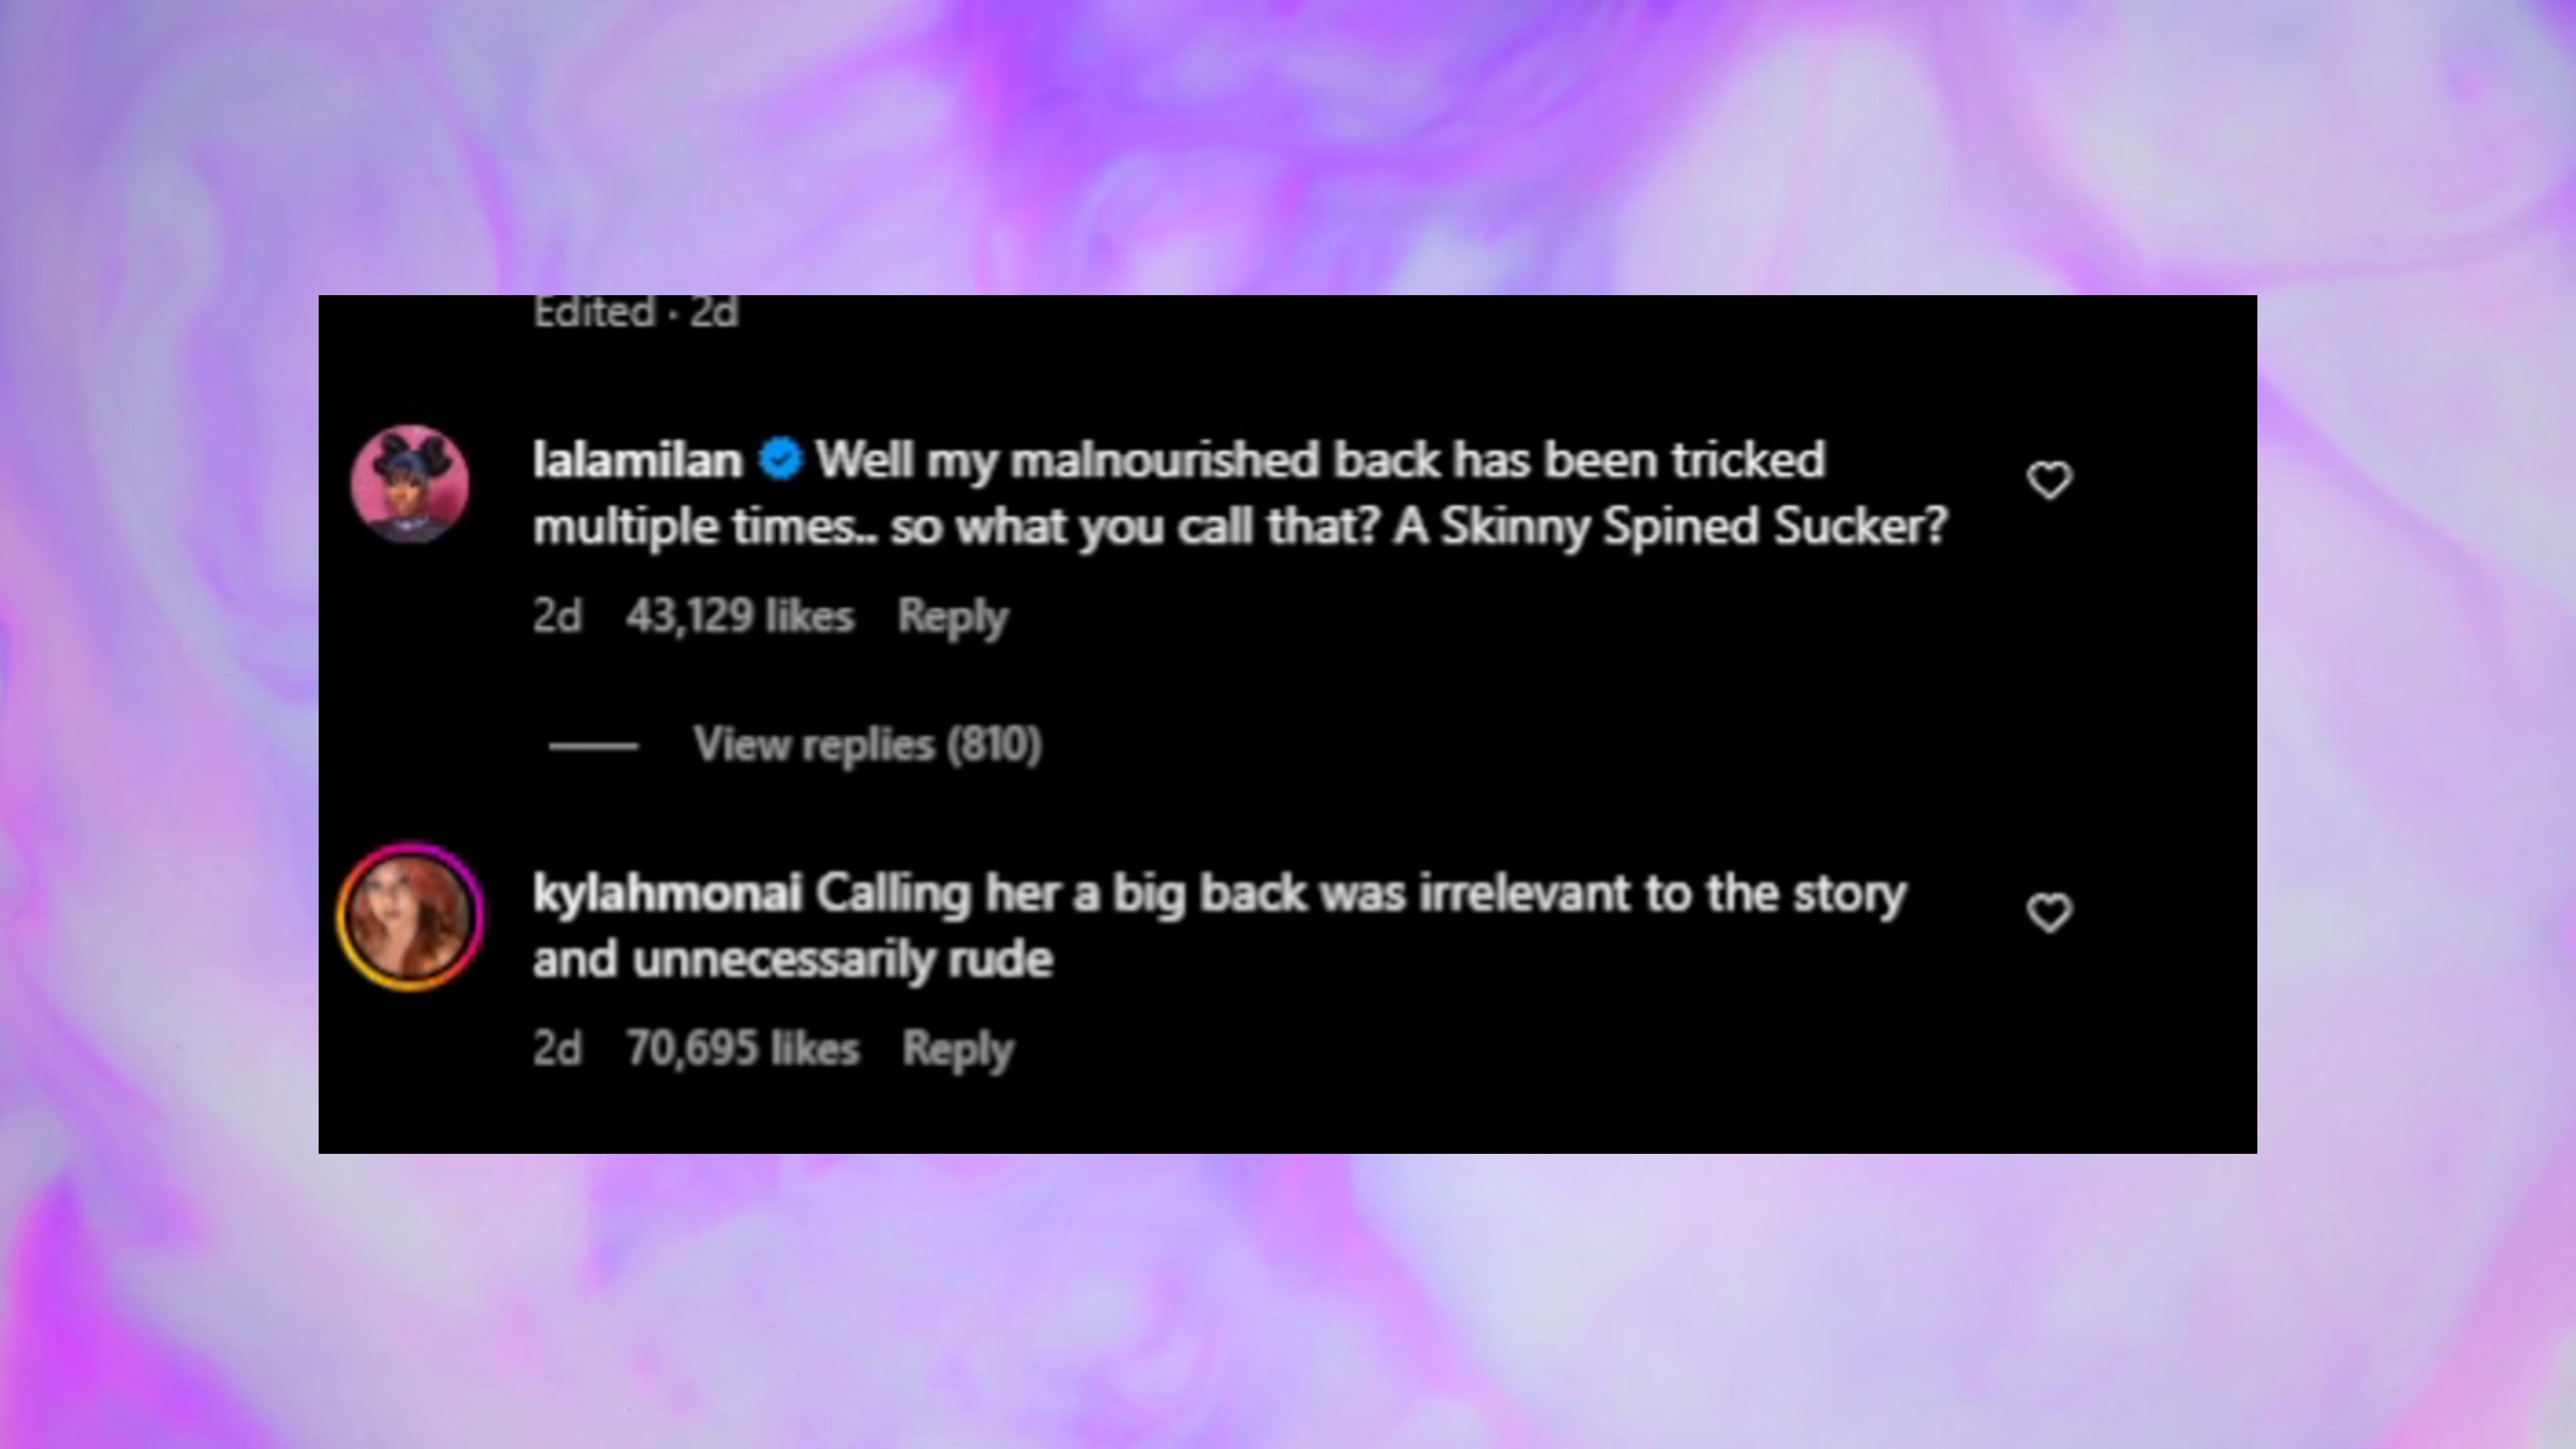 Edited · 2d
lalamilan Well my malnourished back has been tricked
multiple times.. so what you call that? A Skinny Spined Sucker?
2d 43,129 likes Reply
View replies (810)
kylahmonai Calling her a big back was irrelevant to the story
and unnecessarily rude
2d 70,695 likes Reply